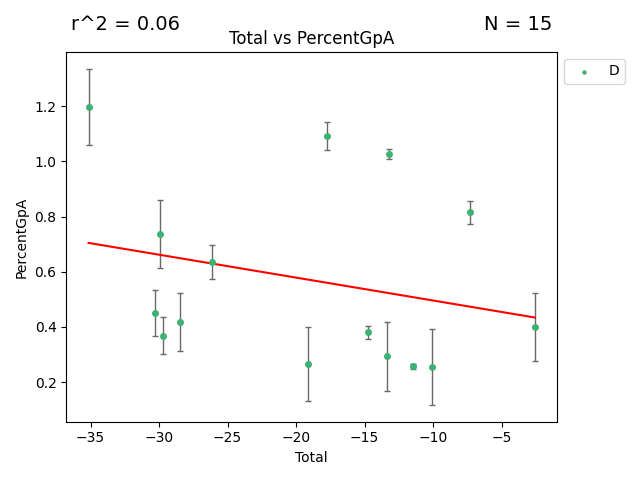 r^2 = 0.06
N = 15
Total vs PercentGpA
D
PercentGpA
1.2
1.0
0.8
0.6
0.4
0.2
−35
−30
−25
−20
−15
−10
−5
Total